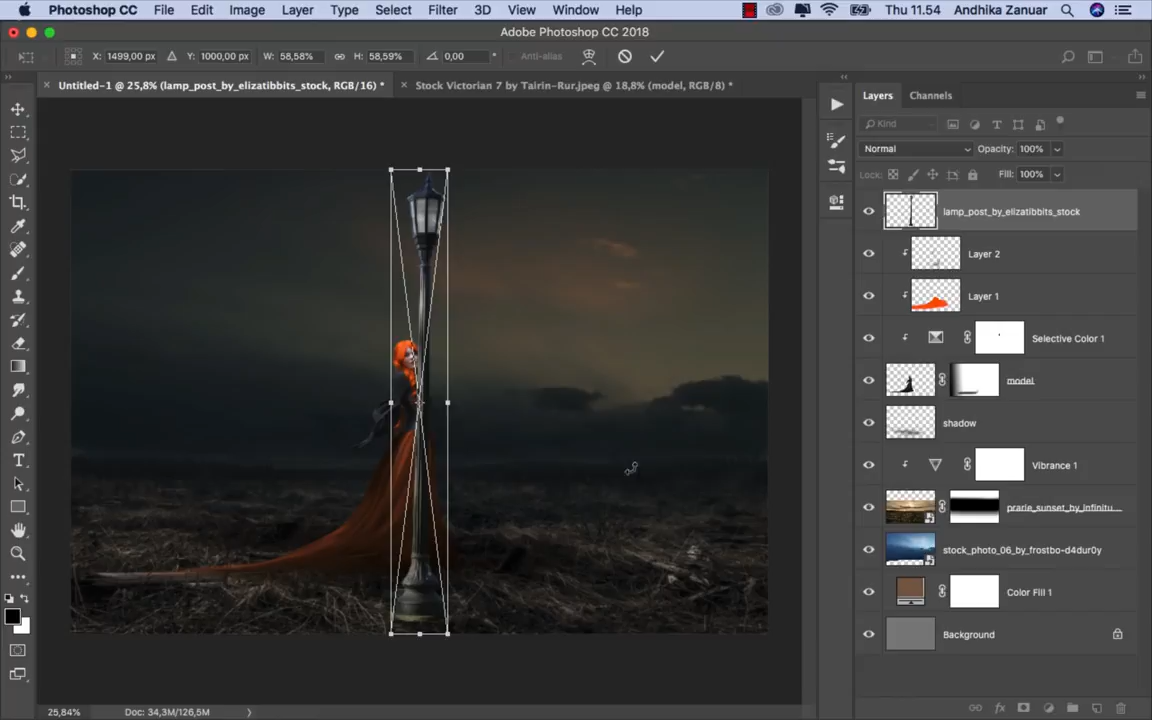 Photoshop CC File Edit Image Layer Type Select Filter 3D View Window Help Thu 11.54 Andhika Zanuar
Adobe Photoshop CC 2018
X: 1499,00 px Y: 1000,00 px W: 58,58% H: 58,59% 0,00 ° Anti-alias
× Untitled-1 @ 25,8% (lamp_post_by_elizatibbits_stock, RGB/16) * × Stock Victorian 7 by Tairin-Rur.jpeg @ 18,8% (model, RGB/8) *
Layers Channels
Kind
Normal Opacity: 100%
Lock: Fill: 100%
lamp_post_by_elizatibbits_stock
Layer 2
Layer 1
Selective Color 1
model
shadow
Vibrance 1
prarie_sunset_by_infinitu...
stock_photo_06_by_frostbo-d4dur0y
Color Fill 1
Background
25,84% Doc: 34,3M/126,5M